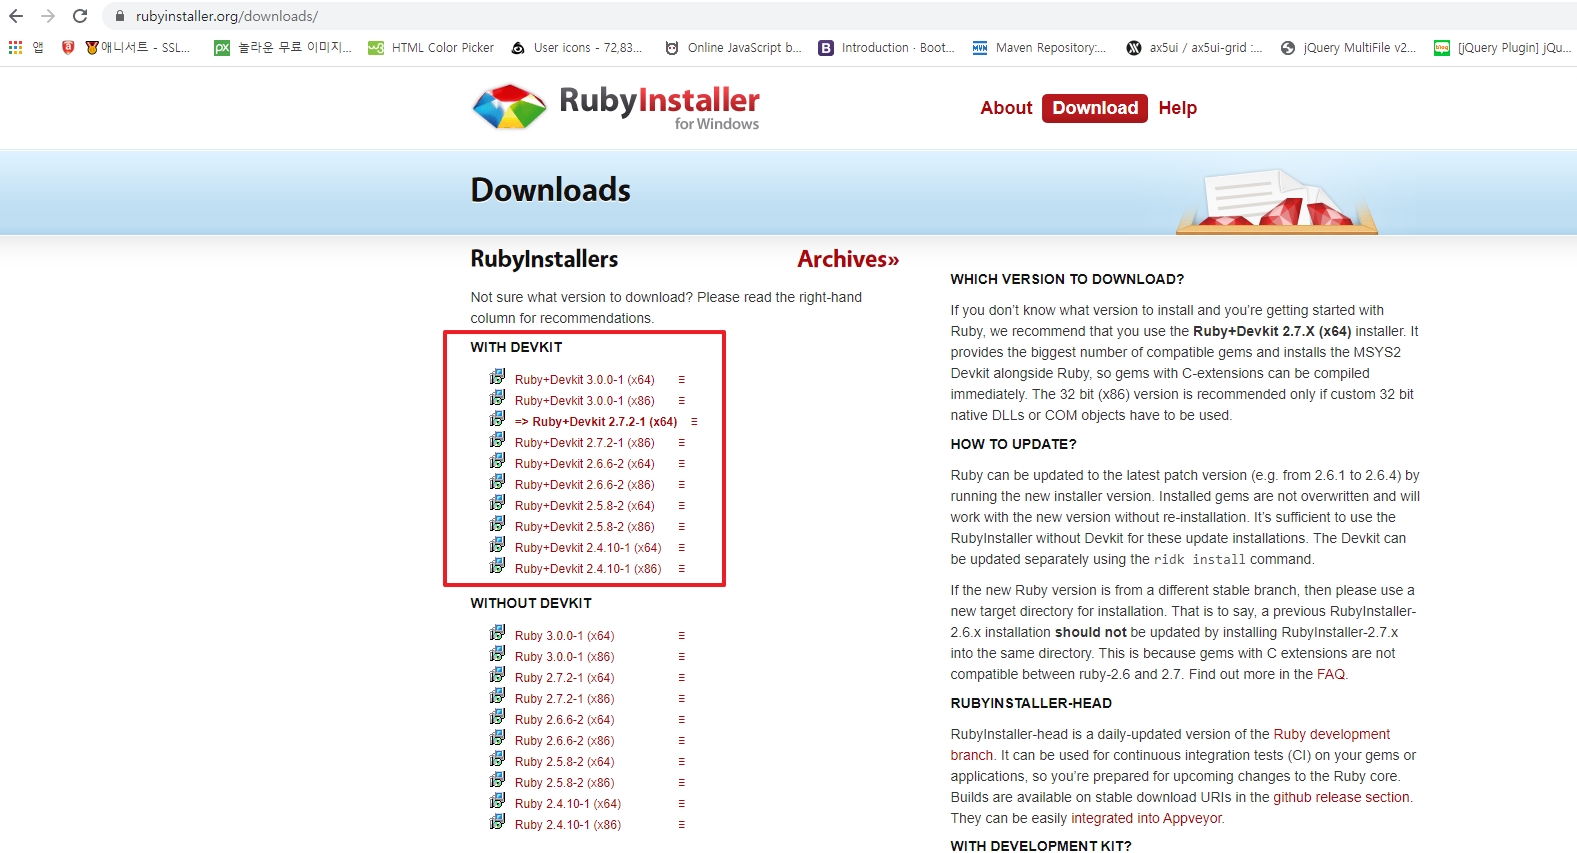 rubyinstaller.org/downloads/
앱
애니서트 - SSL...
놀라운 무료 이미지...
HTML Color Picker
User icons - 72,83...
Online JavaScript b...
Introduction · Boot...
Maven Repository:...
ax5ui / ax5ui-grid :...
jQuery MultiFile v2...
[jQuery Plugin] jQu...
RubyInstaller
for Windows
About
Download
Help
Downloads
RubyInstallers
Archives»
Not sure what version to download? Please read the right-hand
column for recommendations.
WITH DEVKIT
Ruby+Devkit 3.0.0-1 (x64)
Ruby+Devkit 3.0.0-1 (x86)
=> Ruby+Devkit 2.7.2-1 (x64)
Ruby+Devkit 2.7.2-1 (x86)
Ruby+Devkit 2.6.6-2 (x64)
Ruby+Devkit 2.6.6-2 (x86)
Ruby+Devkit 2.5.8-2 (x64)
Ruby+Devkit 2.5.8-2 (x86)
Ruby+Devkit 2.4.10-1 (x64)
Ruby+Devkit 2.4.10-1 (x86)
WITHOUT DEVKIT
Ruby 3.0.0-1 (x64)
Ruby 3.0.0-1 (x86)
Ruby 2.7.2-1 (x64)
Ruby 2.7.2-1 (x86)
Ruby 2.6.6-2 (x64)
Ruby 2.6.6-2 (x86)
Ruby 2.5.8-2 (x64)
Ruby 2.5.8-2 (x86)
Ruby 2.4.10-1 (x64)
Ruby 2.4.10-1 (x86)
WHICH VERSION TO DOWNLOAD?
If you don’t know what version to install and you’re getting started with
Ruby, we recommend that you use the Ruby+Devkit 2.7.X (x64) installer. It
provides the biggest number of compatible gems and installs the MSYS2
Devkit alongside Ruby, so gems with C-extensions can be compiled
immediately. The 32 bit (x86) version is recommended only if custom 32 bit
native DLLs or COM objects have to be used.
HOW TO UPDATE?
Ruby can be updated to the latest patch version (e.g. from 2.6.1 to 2.6.4) by
running the new installer version. Installed gems are not overwritten and will
work with the new version without re-installation. It’s sufficient to use the
RubyInstaller without Devkit for these update installations. The Devkit can
be updated separately using the ridk install command.
If the new Ruby version is from a different stable branch, then please use a
new target directory for installation. That is to say, a previous RubyInstaller-
2.6.x installation should not be updated by installing RubyInstaller-2.7.x
into the same directory. This is because gems with C extensions are not
compatible between ruby-2.6 and 2.7. Find out more in the FAQ.
RUBYINSTALLER-HEAD
RubyInstaller-head is a daily-updated version of the Ruby development
branch. It can be used for continuous integration tests (CI) on your gems or
applications, so you’re prepared for upcoming changes to the Ruby core.
Builds are available on stable download URIs in the github release section.
They can be easily integrated into Appveyor.
WITH DEVELOPMENT KIT?